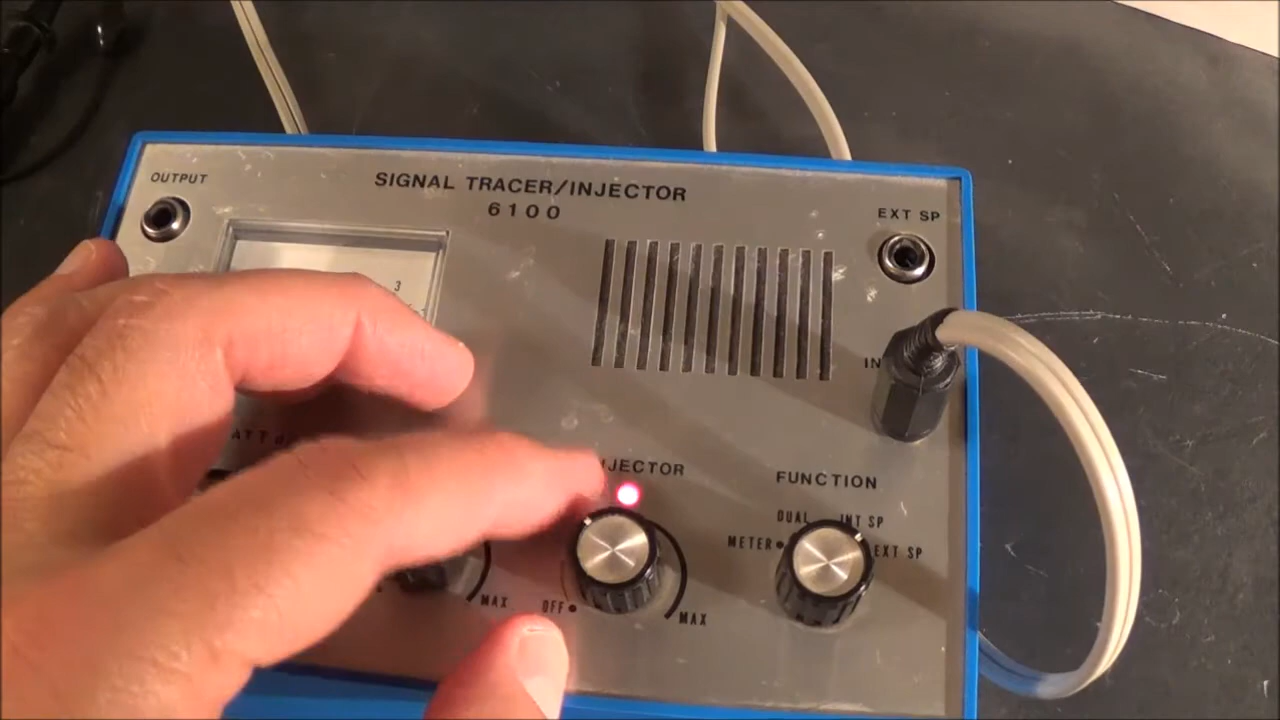 OUTPUT
SIGNAL TRACER/INJECTOR
6100
EXT SP
3
IN
INJECTOR
FUNCTION
DUAL
INT SP
METER
EXT SP
MAX
OFF
MAX